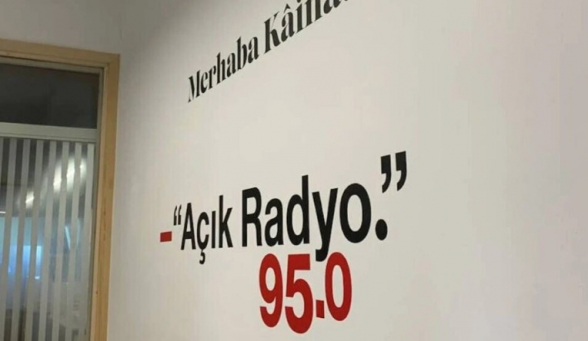 Merhaba
–“Açık Radyo.”
95.0